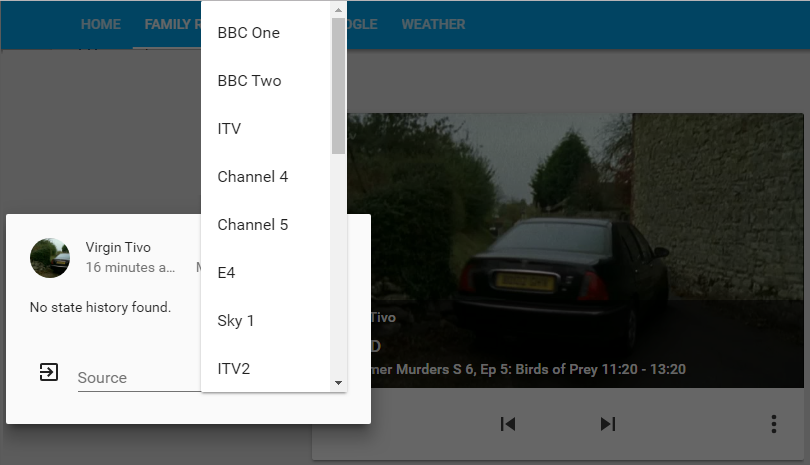 HOME FAMILY R OGLE WEATHER
BBC One
BBC Two
ITV
Channel 4
Channel 5
E4
Sky 1
ITV2
Virgin Tivo
16 minutes a... M
No state history found.
Source
Tivo
D
mer Murders S 6, Ep 5: Birds of Prey 11:20 - 13:20